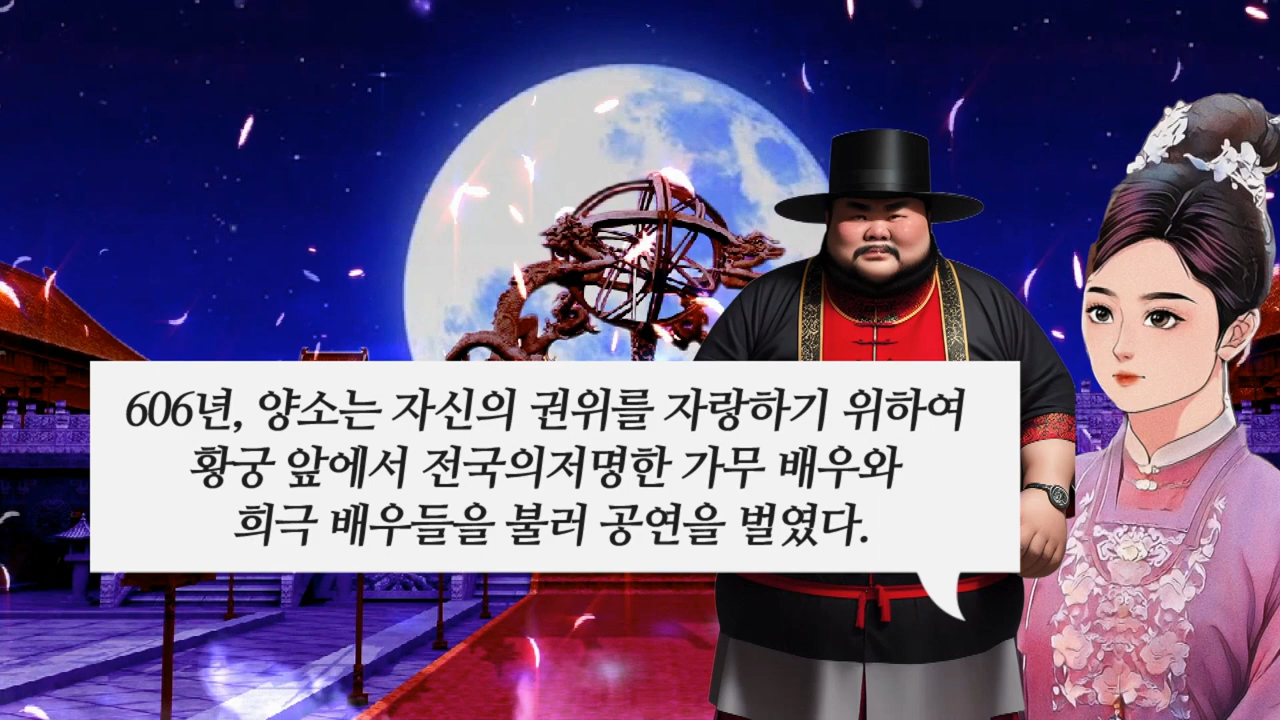 606년, 양소는 자신의 권위를 자랑하기 위하여
황궁 앞에서 전국의저명한 가무 배우와
희극 배우들을 불러 공연을 벌였다.